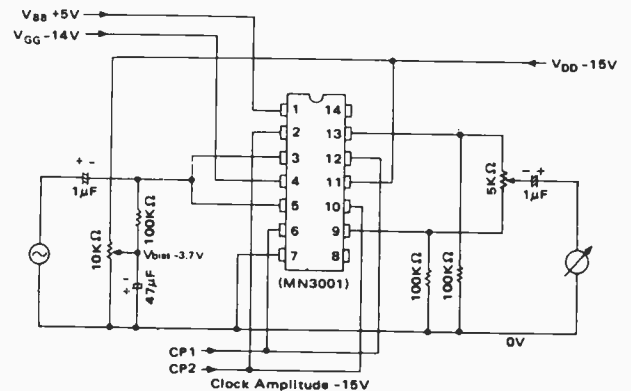 VBB +5V
VGG -14V
VDD -15V
1 14
2 13
3 12
4 11
5 10
6 9
7 8
(MN3001)
+ -
1µF
100KΩ
10KΩ
Vbias -3.7V
+ -
47µF
5KΩ
- +
1µF
100KΩ 100KΩ
0V
CP1
CP2
Clock Amplitude -15V